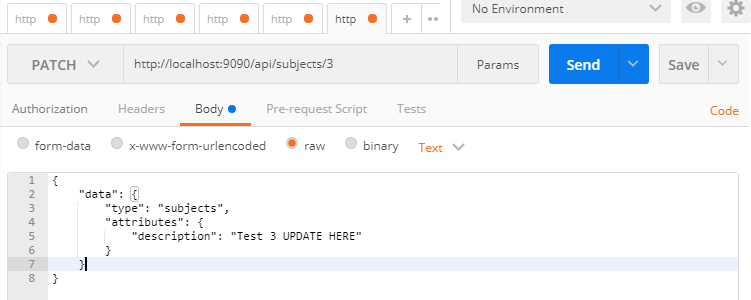 http http http http http http + •• No Environment
PATCH http://localhost:9090/api/subjects/3 Params Send Save
Authorization Headers Body Pre-request Script Tests Code
form-data x-www-form-urlencoded raw binary Text
1 {
2 "data": {
3 "type": "subjects",
4 "attributes": {
5 "description": "Test 3 UPDATE HERE"
6 }
7 }
8 }